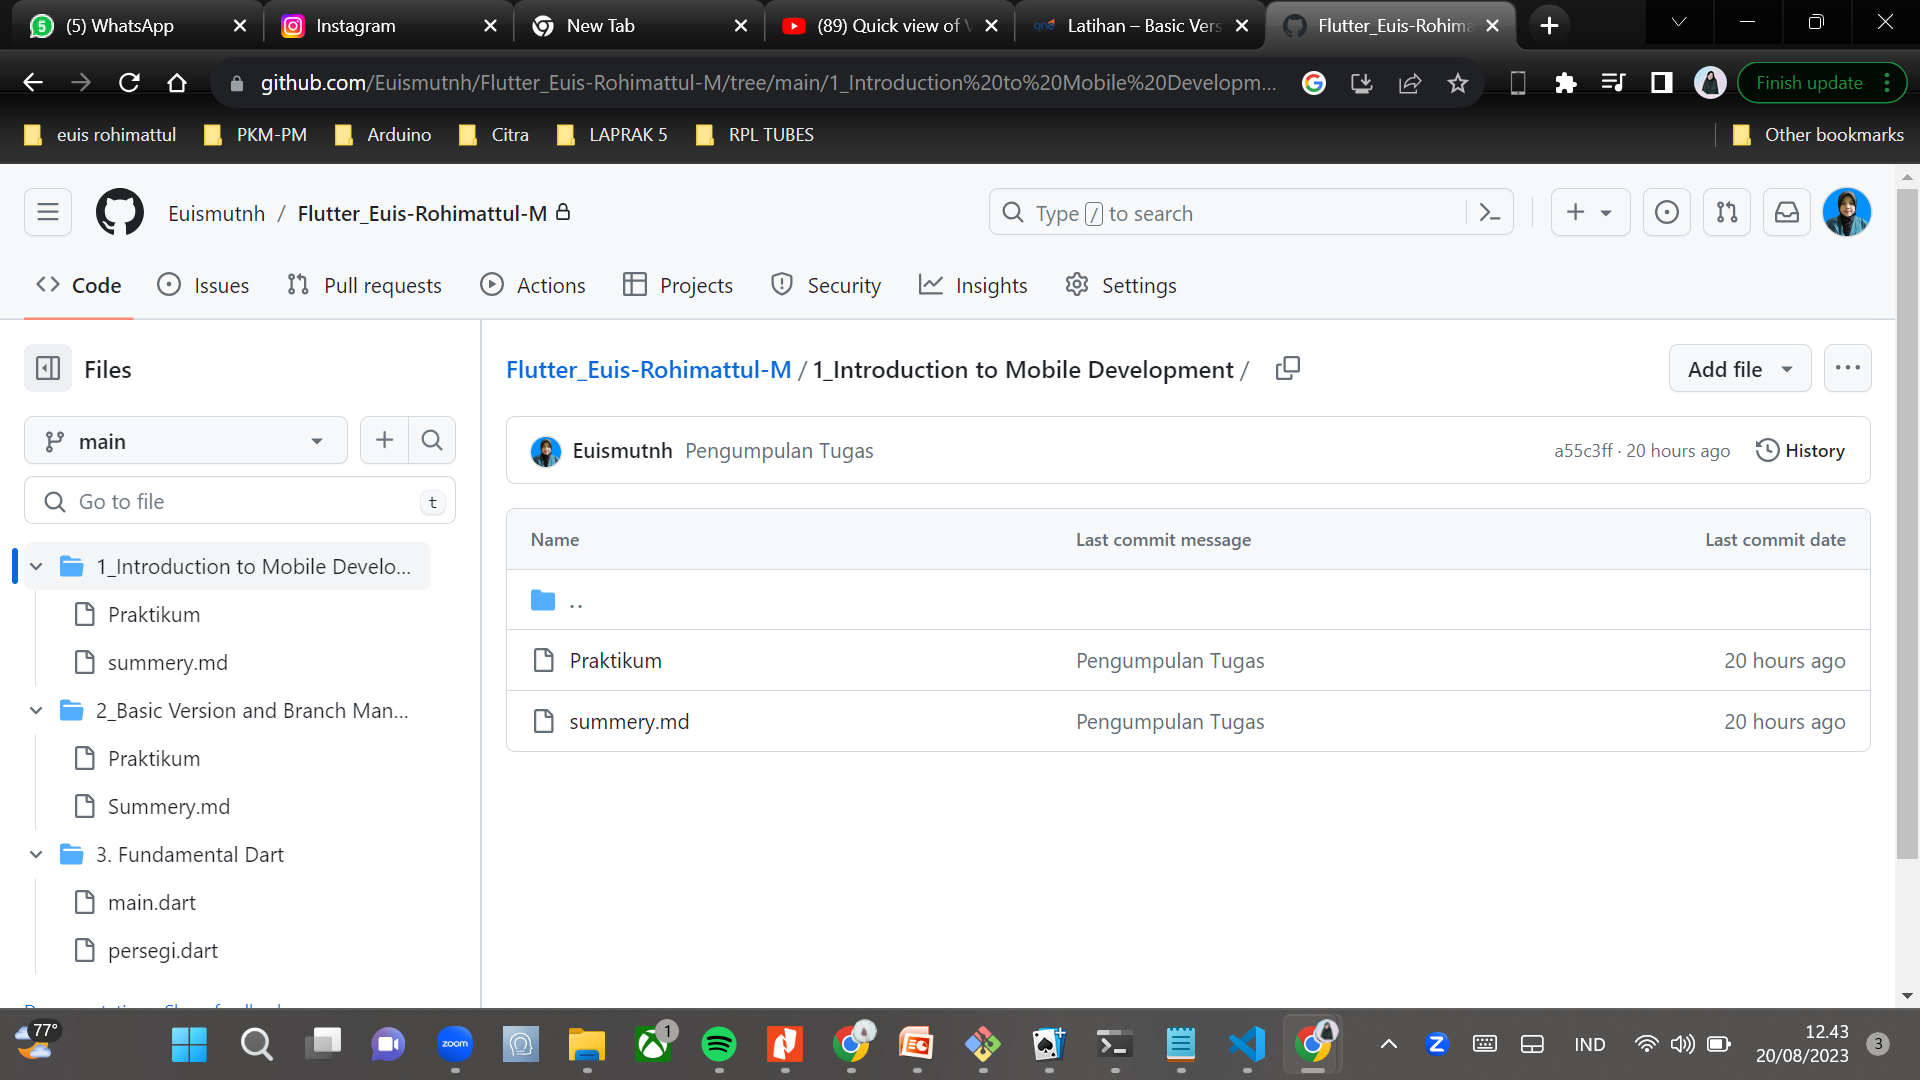 (5) WhatsApp
Instagram
New Tab
(89) Quick view of
Latihan – Basic Vers
Flutter_Euis-Rohima
github.com/Euismutnh/Flutter_Euis-Rohimattul-M/tree/main/1_Introduction%20to%20Mobile%20Developm...
Finish update
euis rohimattul
PKM-PM
Arduino
Citra
LAPRAK 5
RPL TUBES
Other bookmarks
Euismutnh / Flutter_Euis-Rohimattul-M
Type / to search
Code
Issues
Pull requests
Actions
Projects
Security
Insights
Settings
Files
Flutter_Euis-Rohimattul-M / 1_Introduction to Mobile Development /
Add file
main
Euismutnh Pengumpulan Tugas
a55c3ff · 20 hours ago
History
Go to file
t
Name
Last commit message
Last commit date
1_Introduction to Mobile Develo...
Praktikum
summery.md
2_Basic Version and Branch Man...
Praktikum
Summery.md
3. Fundamental Dart
main.dart
persegi.dart
..
Praktikum
Pengumpulan Tugas
20 hours ago
summery.md
Pengumpulan Tugas
20 hours ago
77°
zoom
1
IND
12.43
20/08/2023
3